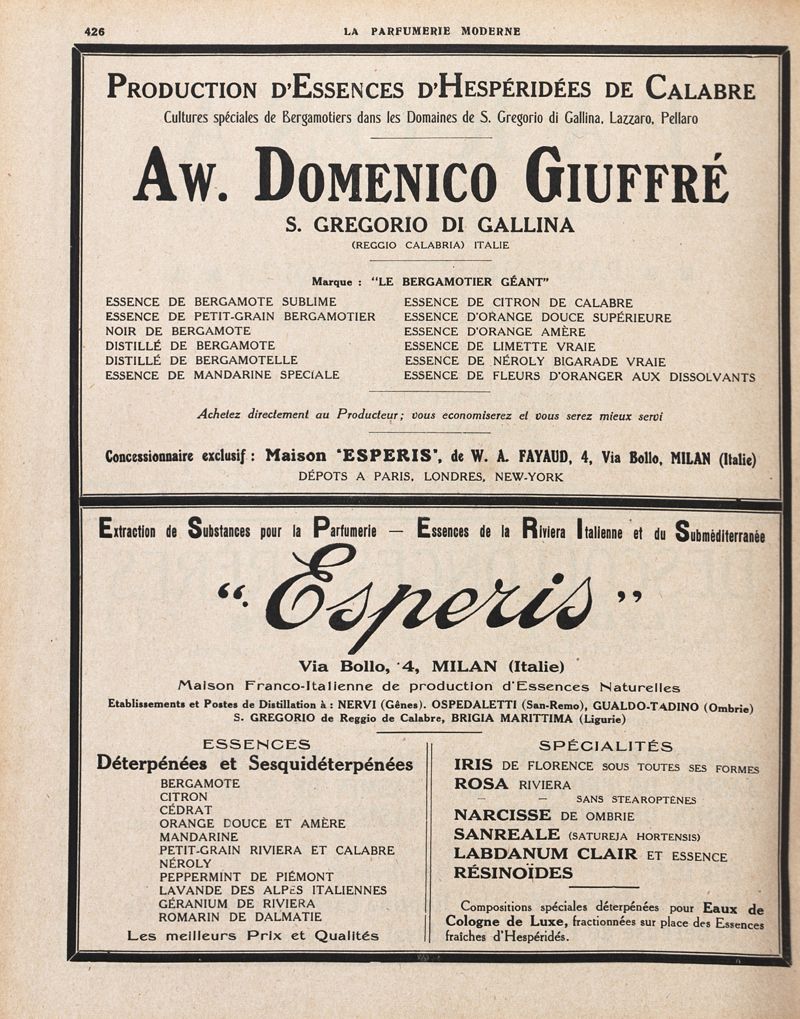 426
LA PARFUMERIE MODERNE
PRODUCTION D'ESSENCES D'HESPÉRIDÉES DE CALABRE
Cultures spéciales de Bergamotiers dans les Domaines de S. Gregorio di Gallina, Lazzaro, Pellaro
AW. DOMENICO GIUFFRÉ
S. GREGORIO DI GALLINA
(REGGIO CALABRIA) ITALIE
Marque : "LE BERGAMOTIER GÉANT"
ESSENCE DE BERGAMOTE SUBLIME
ESSENCE DE PETIT-GRAIN BERGAMOTIER
NOIR DE BERGAMOTE
DISTILLÉ DE BERGAMOTE
DISTILLÉ DE BERGAMOTELLE
ESSENCE DE MANDARINE SPECIALE
ESSENCE DE CITRON DE CALABRE
ESSENCE D'ORANGE DOUCE SUPÉRIEURE
ESSENCE D'ORANGE AMÈRE
ESSENCE DE LIMETTE VRAIE
ESSENCE DE NÉROLY BIGARADE VRAIE
ESSENCE DE FLEURS D'ORANGER AUX DISSOLVANTS
Achetez directement au Producteur ; vous economiserez et vous serez mieux servi
Concessionnaire exclusif : Maison "ESPERIS", de W. A. FAYAUD, 4, Via Bollo, MILAN (Italie)
DÉPOTS A PARIS, LONDRES, NEW-YORK
Extraction de Substances pour la Parfumerie — Essences de la Riviera Italienne et du Subméditerranée
"Esperis"
Via Bollo, 4, MILAN (Italie)
Maison Franco-Italienne de production d'Essences Naturelles
Etablissements et Postes de Distillation à : NERVI (Gênes). OSPEDALETTI (San-Remo), GUALDO-TADINO (Ombrie)
S. GREGORIO de Reggio de Calabre, BRIGIA MARITTIMA (Ligurie)
ESSENCES
Déterpénées et Sesquidéterpénées
BERGAMOTE
CITRON
CÉDRAT
ORANGE DOUCE ET AMÈRE
MANDARINE
PETIT-GRAIN RIVIERA ET CALABRE
NÉROLY
PEPPERMINT DE PIÉMONT
LAVANDE DES ALPES ITALIENNES
GÉRANIUM DE RIVIERA
ROMARIN DE DALMATIE
Les meilleurs Prix et Qualités
SPÉCIALITÉS
IRIS DE FLORENCE SOUS TOUTES SES FORMES
ROSA RIVIERA
— — SANS STEAROPTÉNES
NARCISSE DE OMBRIE
SANREALE (SATUREJA HORTENSIS)
LABDANUM CLAIR ET ESSENCE
RÉSINOÏDES
Compositions spéciales déterpénées pour Eaux de
Cologne de Luxe, fractionnées sur place des Essences
fraîches d'Hespéridés.